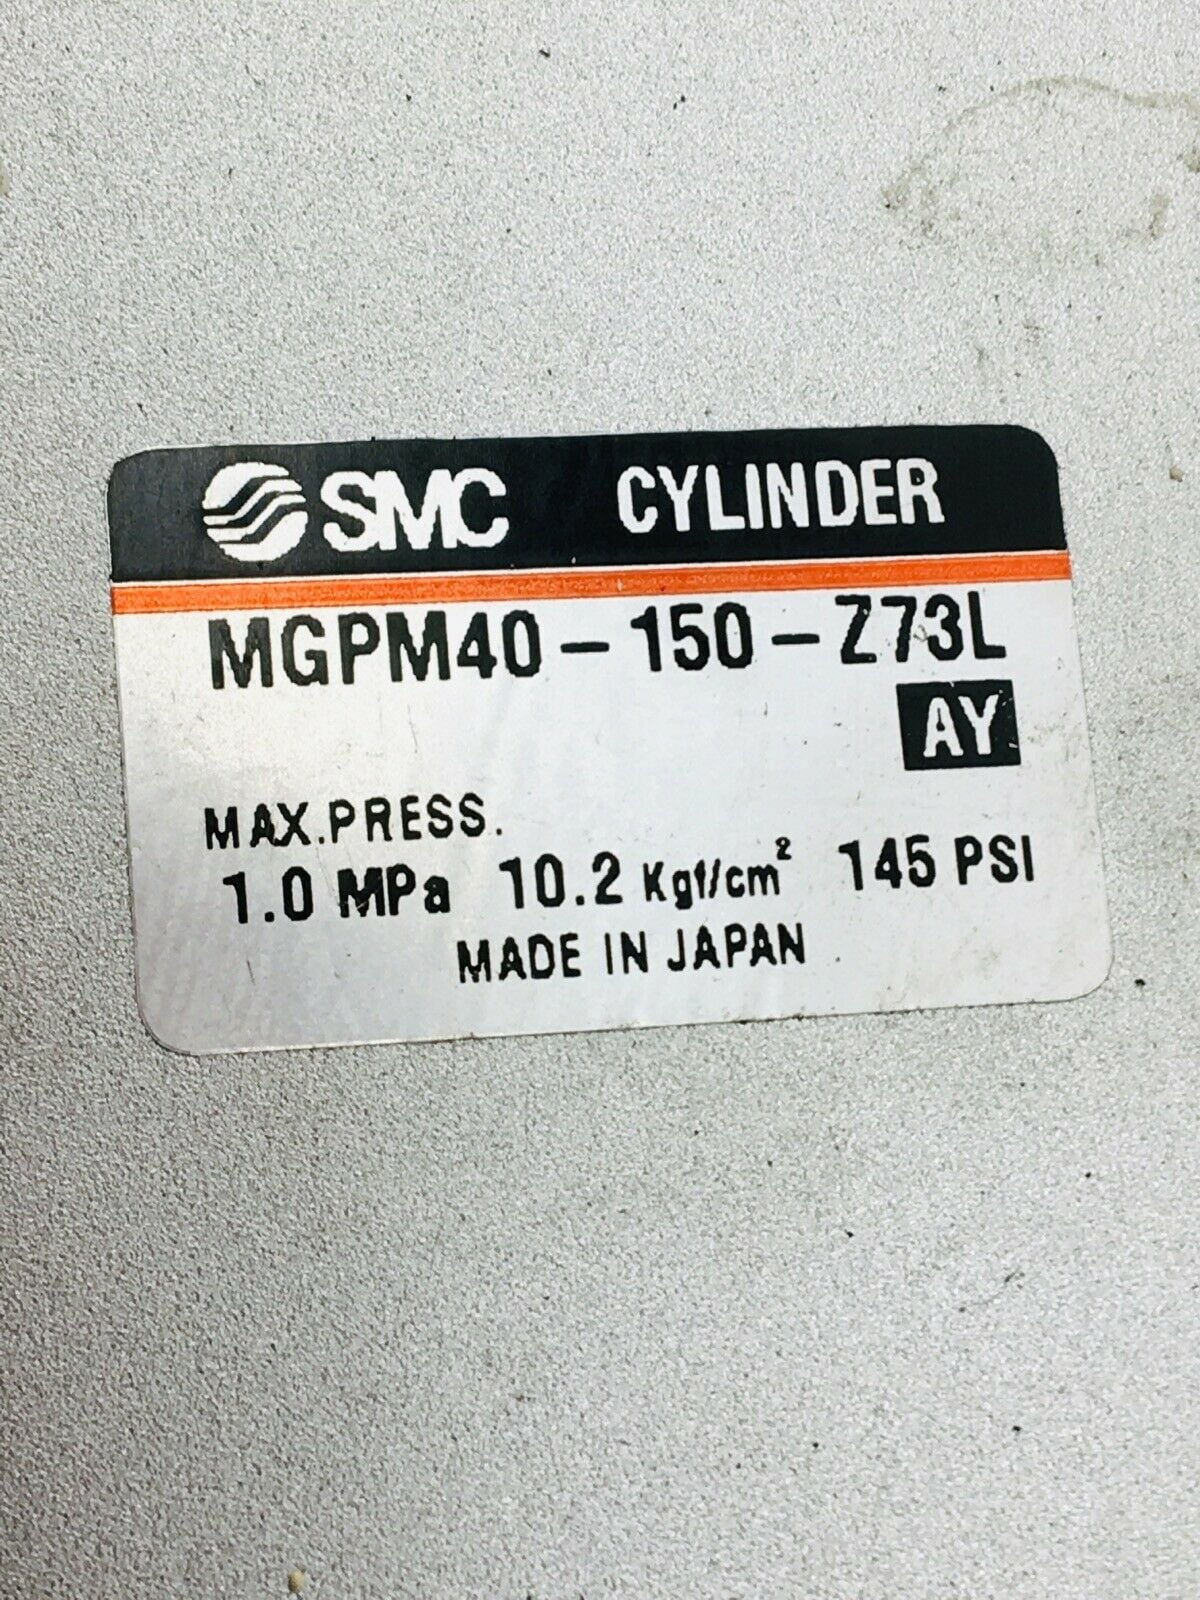 SMC CYLINDER
MGPM40-150-Z73L
AY
MAX.PRESS.
1.0 MPa 10.2 Kgf/cm² 145 PSI
MADE IN JAPAN